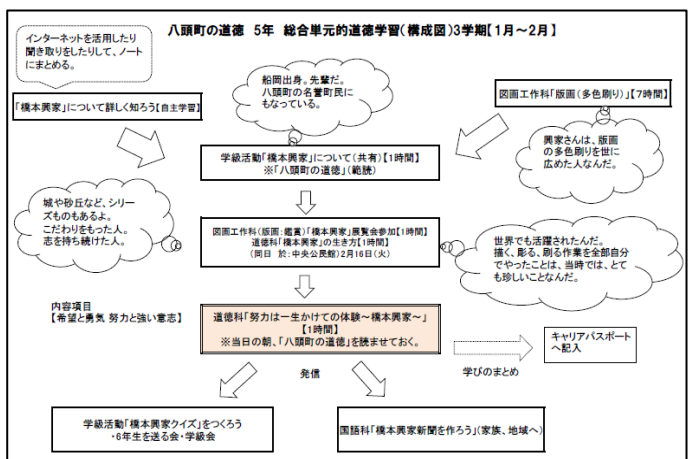 八頭町の道徳 5年 総合単元的道徳学習(構成図)3学期【1月～2月】
インターネットを活用したり
聞き取りをしたりして、ノート
にまとめる。
「橋本興家」について詳しく知ろう【自主学習】
船岡出身。先輩だ。
八頭町の名誉町民に
もなっている。
図画工作科「版画(多色刷り)」【7時間】
興家さんは、版画
の多色刷りを世に
広めた人なんだ。
学級活動「橋本興家」について(共有)【1時間】
※「八頭町の道徳」(範読)
城や砂丘など、シリー
ズものもあるよ。
こだわりをもった人。
志を持ち続けた人。
図画工作科(版画:鑑賞)「橋本興家」展覧会参加【1時間】
道徳科「橋本興家」の生き方【1時間】
(同日 於:中央公民館)2月16日(火)
世界でも活躍されたんだ。
描く、彫る、刷る作業を全部自分
でやったことは、当時では、とて
も珍しいことなんだ。
内容項目
【希望と勇気 努力と強い意志】
道徳科「努力は一生かけての体験～橋本興家～」
【1時間】
※当日の朝、「八頭町の道徳」を読ませておく。
キャリアパスポート
へ記入
発信
学びのまとめ
学級活動「橋本興家クイズ」をつくろう
・6年生を送る会・学級会
国語科「橋本興家新聞を作ろう」(家族、地域へ)